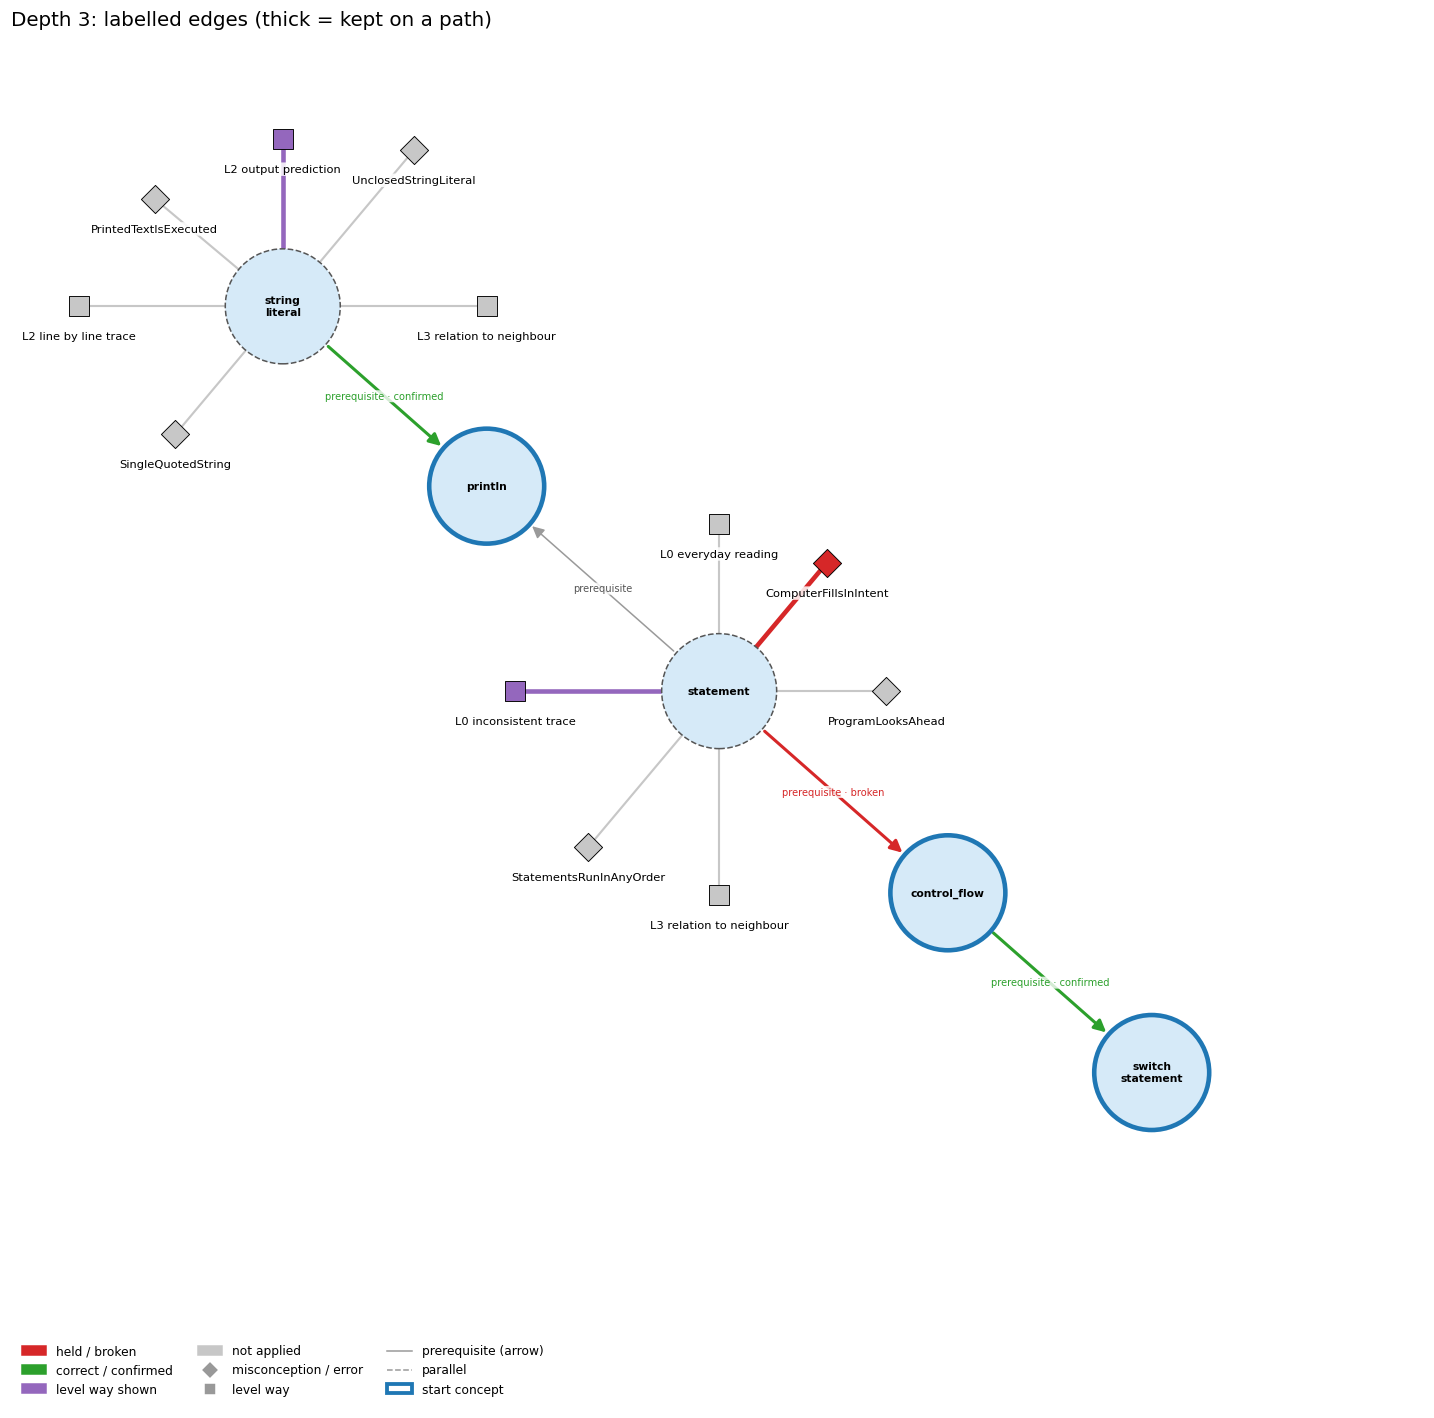 Depth 3: labelled edges (thick = kept on a path)
L2 output prediction
UnclosedStringLiteral
PrintedTextIsExecuted
string
literal
L2 line by line trace
L3 relation to neighbour
prerequisite · confirmed
SingleQuotedString
println
L0 everyday reading
prerequisite
ComputerFillsInIntent
statement
L0 inconsistent trace
ProgramLooksAhead
prerequisite · broken
StatementsRunInAnyOrder
control_flow
L3 relation to neighbour
prerequisite · confirmed
switch
statement
held / broken
correct / confirmed
level way shown
not applied
misconception / error
level way
prerequisite (arrow)
parallel
start concept